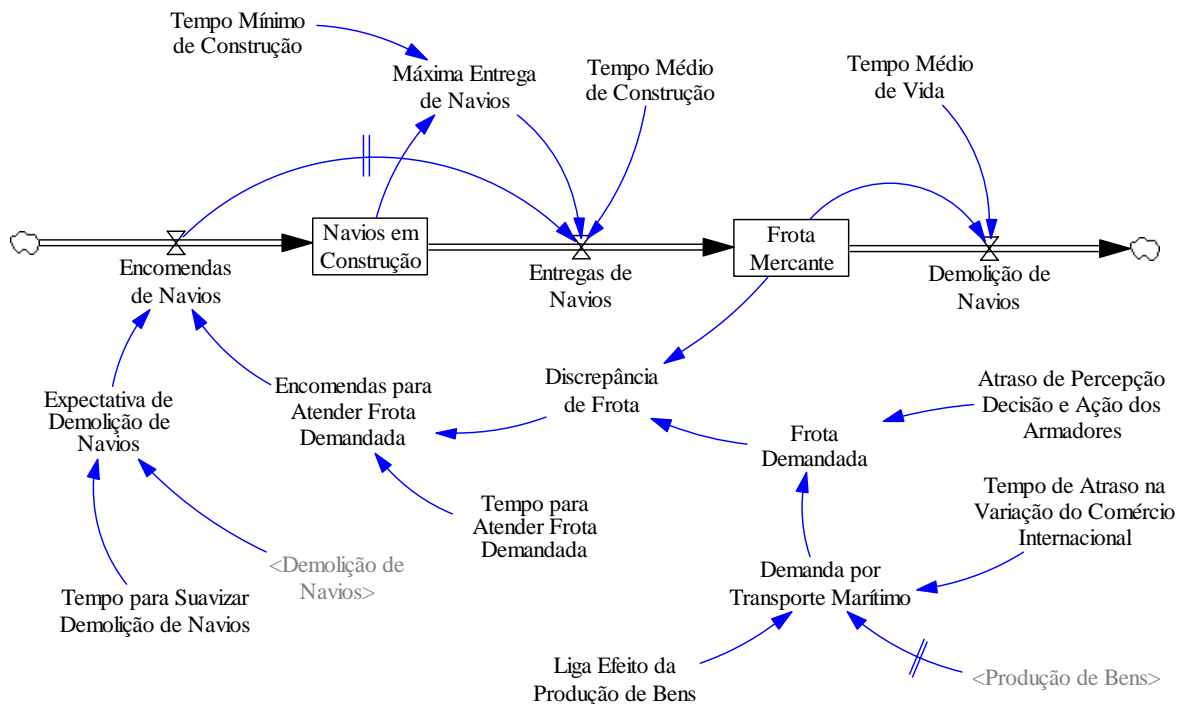 Tempo Mínimo
de Construção
Máxima Entrega
de Navios
Tempo Médio
de Construção
Tempo Médio
de Vida
Navios em
Construção
Frota
Mercante
Encomendas
de Navios
Entregas de
Navios
Demolição de
Navios
Expectativa de
Demolição de
Navios
Encomendas para
Atender Frota
Demandada
Discrepância
de Frota
Atraso de Percepção
Decisão e Ação dos
Armadores
Frota
Demandada
Tempo para
Atender Frota
Demandada
Tempo de Atraso na
Variação do Comércio
Internacional
<Demolição de
Navios>
Tempo para Suavizar
Demolição de Navios
Demanda por
Transporte Marítimo
Liga Efeito da
Produção de Bens
<Produção de Bens>